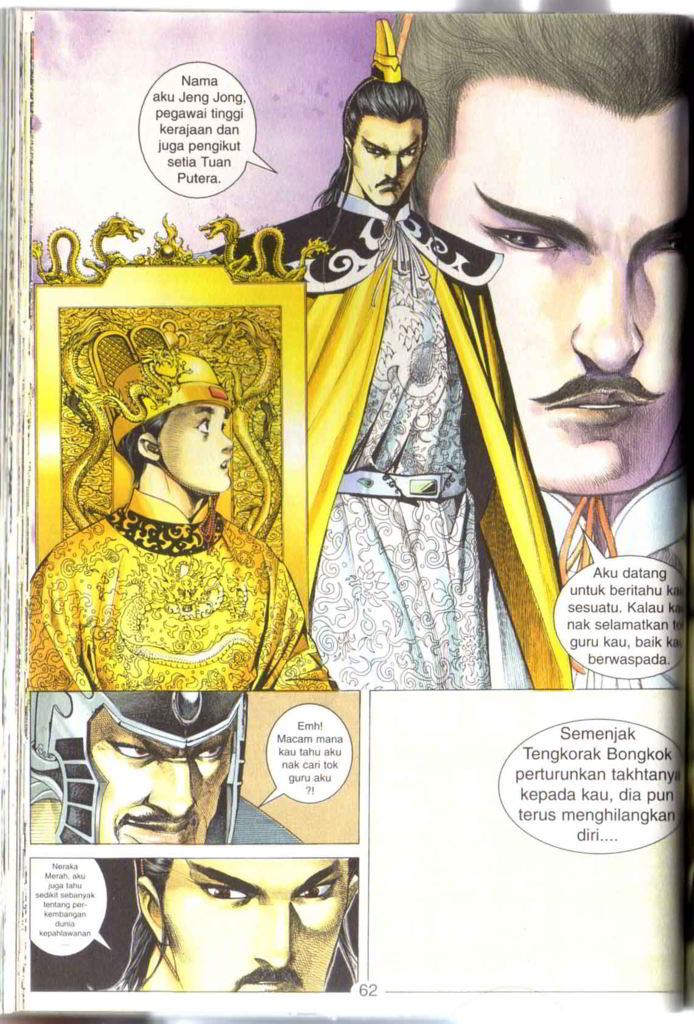 Nama
aku Jeng Jong,
pegawai tinggi
kerajaan dan
juga pengikut
setia Tuan
Putera.
Aku datang
untuk beritahu
sesuatu. Kalau
nak selamatkan
guru kau, baik
berwaspada.
Emh!
Macam mana
kau tahu aku
nak cari tok
guru aku
?!
Semenjak
Tengkorak Bongkok
perturunkan takhtanya
kepada kau, dia pun
terus menghilangkan
diri....
Neraka
Merah, aku
juga tahu
sedikit sebanyak
tentang per-
kembangan
dunia
kepahlawanan
....
62